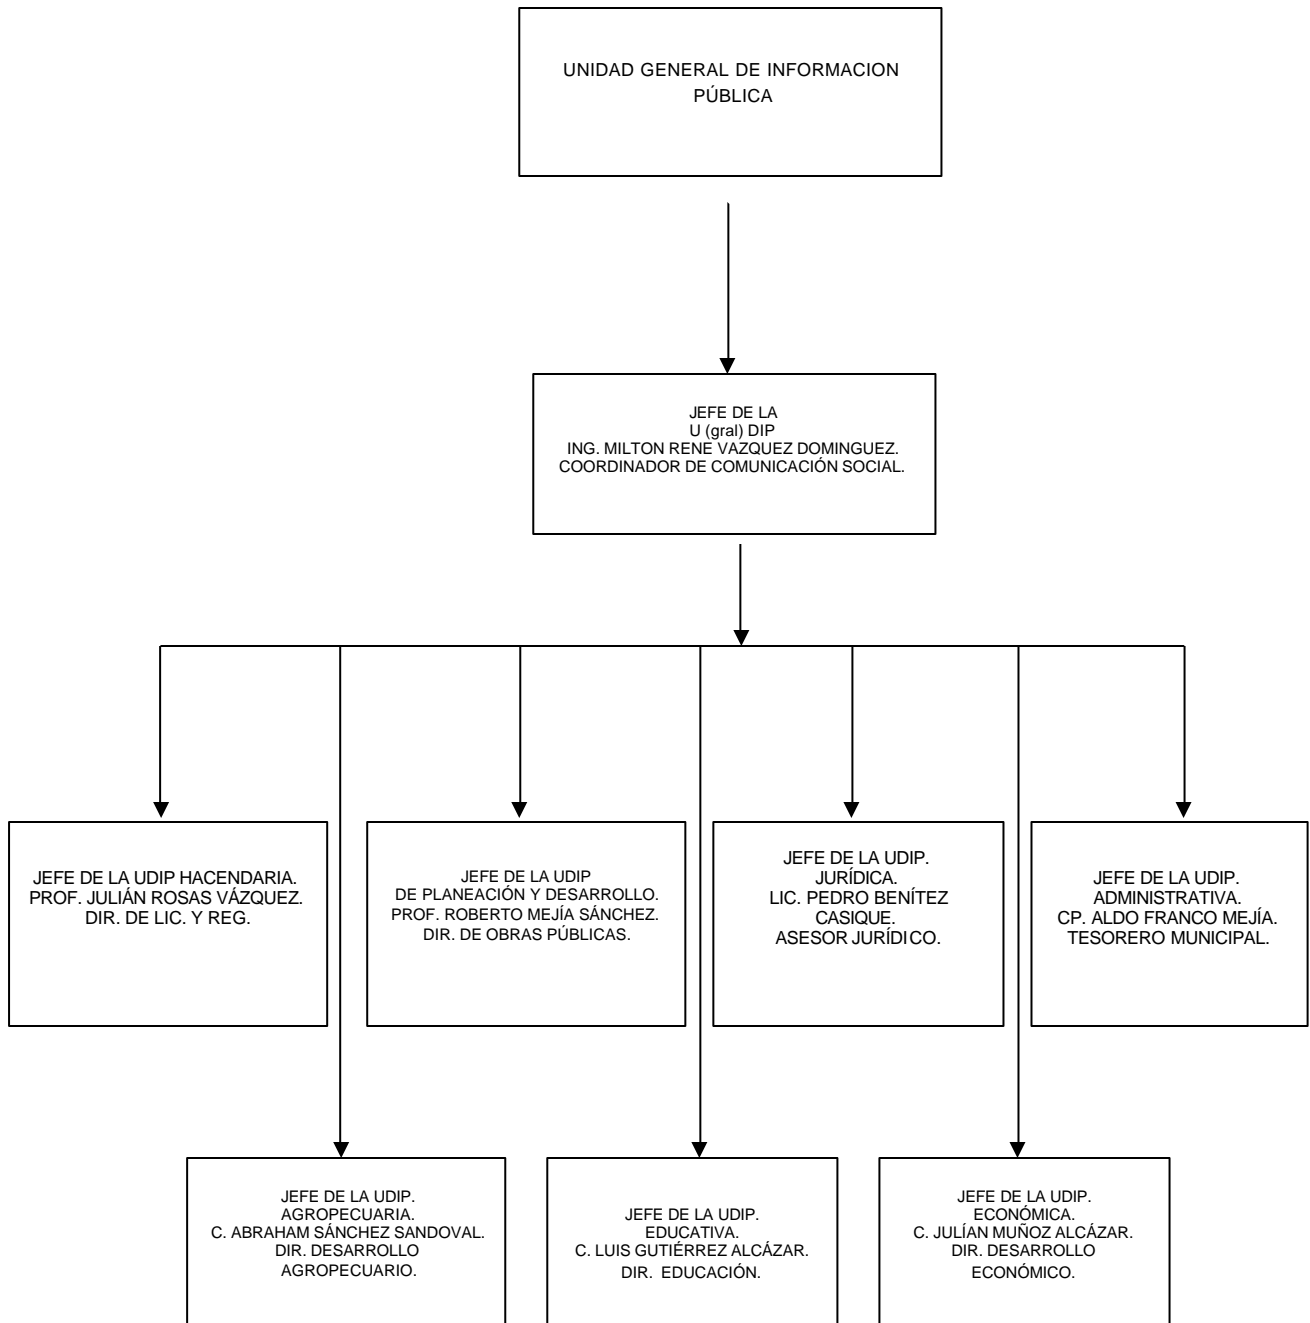 UNIDAD GENERAL DE INFORMACION
PÚBLICA
JEFE DE LA
U (gral) DIP
ING. MILTON RENE VAZQUEZ DOMINGUEZ.
COORDINADOR DE COMUNICACIÓN SOCIAL.
JEFE DE LA UDIP HACENDARIA.
PROF. JULIÁN ROSAS VÁZQUEZ.
DIR. DE LIC. Y REG.
JEFE DE LA UDIP
DE PLANEACIÓN Y DESARROLLO.
PROF. ROBERTO MEJÍA SÁNCHEZ.
DIR. DE OBRAS PÚBLICAS.
JEFE DE LA UDIP.
JURÍDICA.
LIC. PEDRO BENÍTEZ
CASIQUE.
ASESOR JURÍDICO.
JEFE DE LA UDIP.
ADMINISTRATIVA.
CP. ALDO FRANCO MEJÍA.
TESORERO MUNICIPAL.
JEFE DE LA UDIP.
AGROPECUARIA.
C. ABRAHAM SÁNCHEZ SANDOVAL.
DIR. DESARROLLO
AGROPECUARIO.
JEFE DE LA UDIP.
EDUCATIVA.
C. LUIS GUTIÉRREZ ALCÁZAR.
DIR. EDUCACIÓN.
JEFE DE LA UDIP.
ECONÓMICA.
C. JULIÁN MUÑOZ ALCÁZAR.
DIR. DESARROLLO
ECONÓMICO.